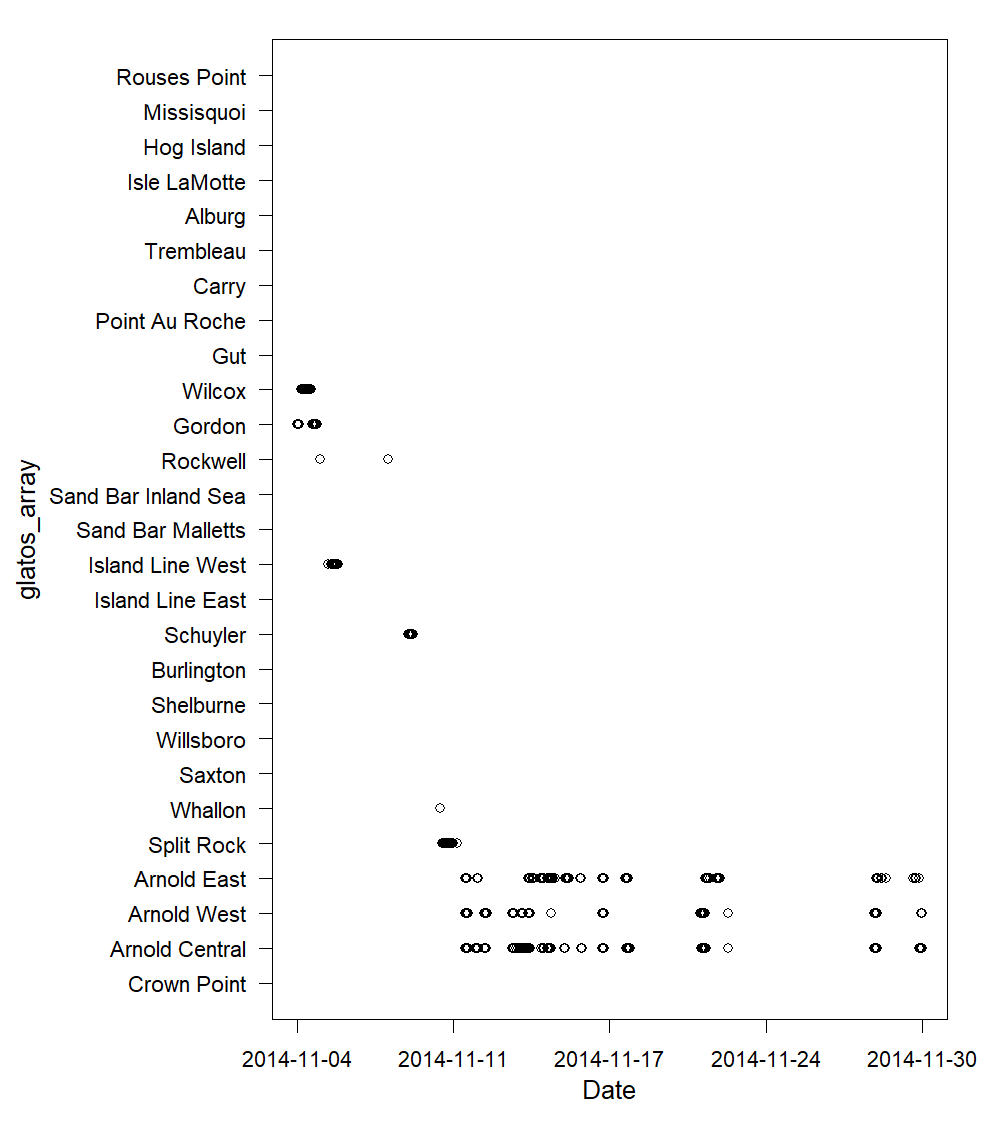 Rouses Point
Missisquoi
Hog Island
Isle LaMotte
Alburg
Trembleau
Carry
Point Au Roche
Gut
Wilcox
Gordon
Rockwell
Sand Bar Inland Sea
Sand Bar Malletts
Island Line West
Island Line East
Schuyler
Burlington
Shelburne
Willsboro
Saxton
Whallon
Split Rock
Arnold East
Arnold West
Arnold Central
Crown Point
glatos_array
2014-11-04 2014-11-11 2014-11-17 2014-11-24 2014-11-30
Date